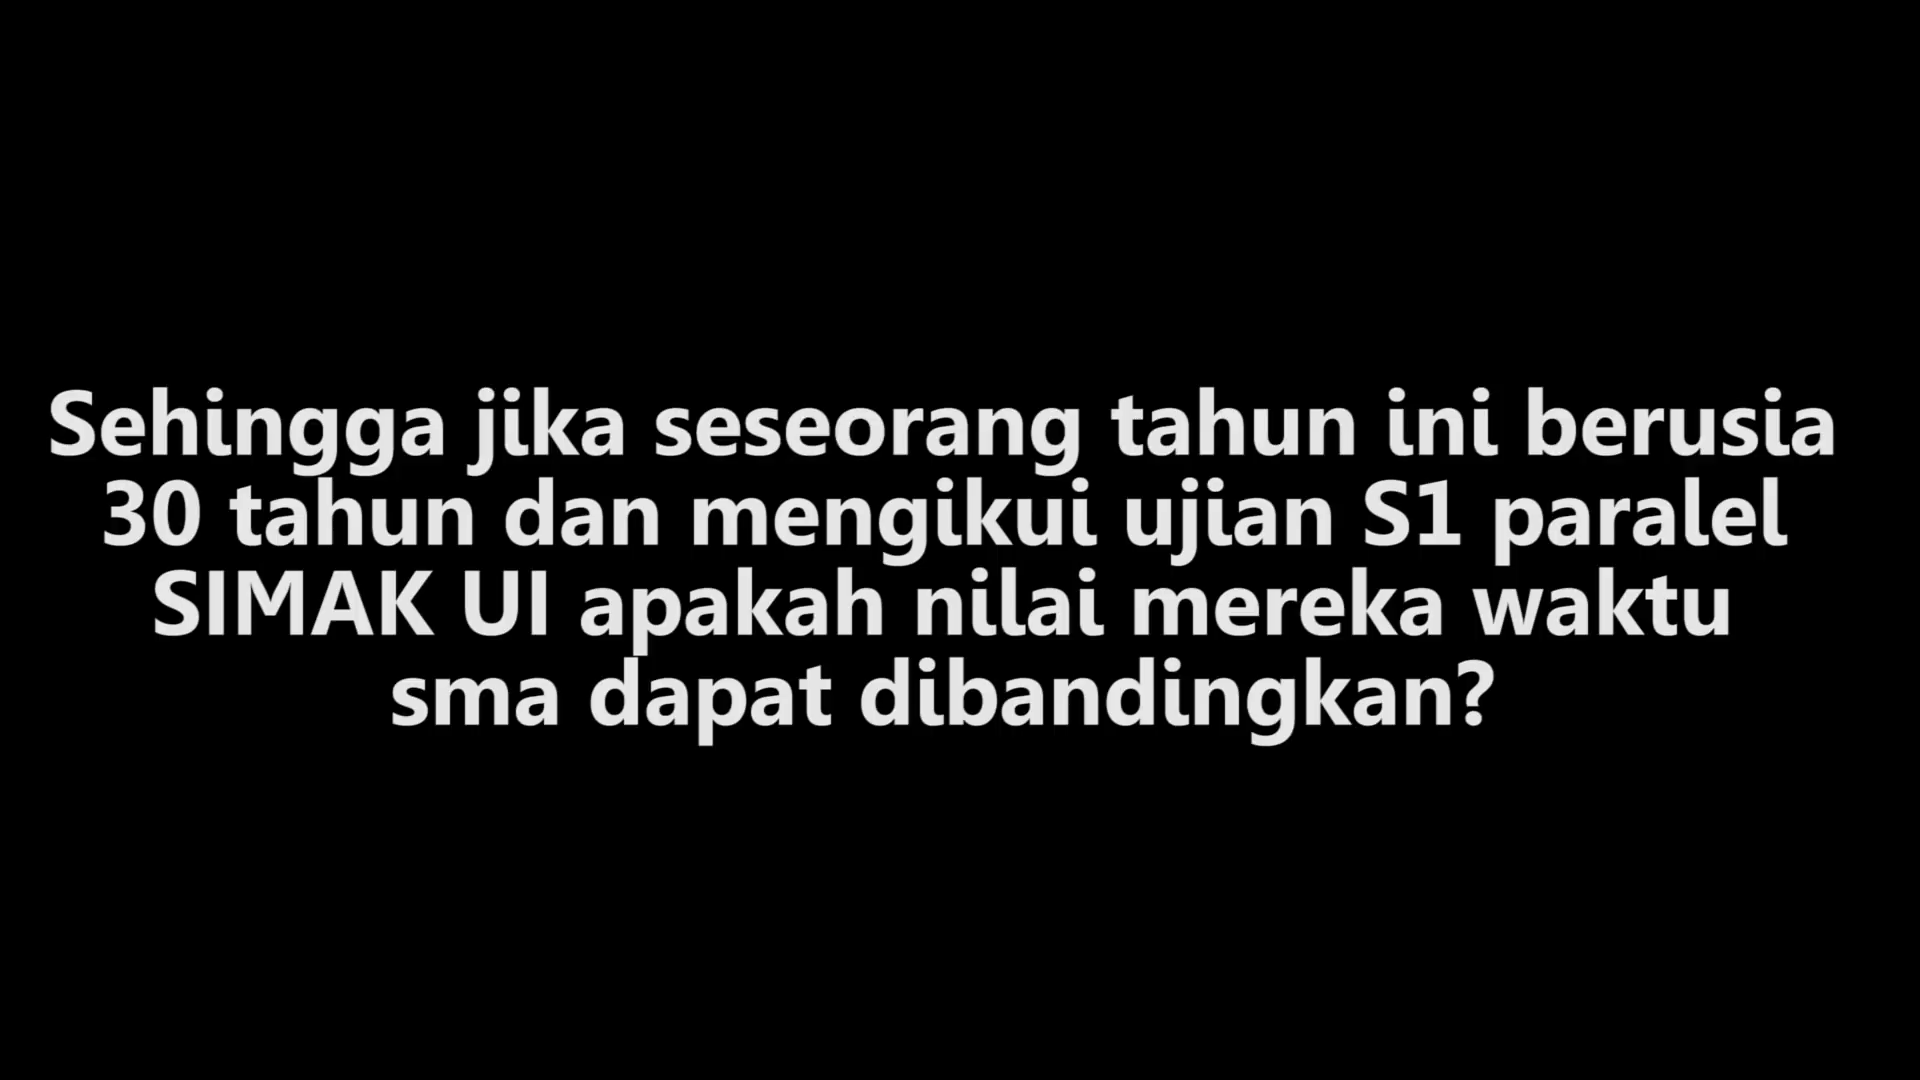 Sehingga jika seseorang tahun ini berusia
30 tahun dan mengikui ujian S1 paralel
SIMAK UI apakah nilai mereka waktu
sma dapat dibandingkan?